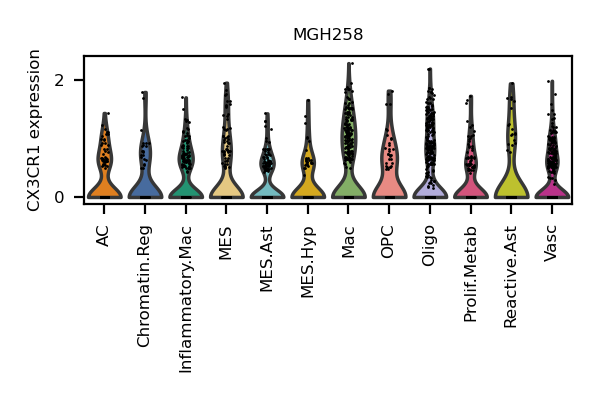 MGH258
CX3CR1 expression
2
0
AC
Chromatin.Reg
Inflammatory.Mac
MES
MES.Ast
MES.Hyp
Mac
OPC
Oligo
Prolif.Metab
Reactive.Ast
Vasc